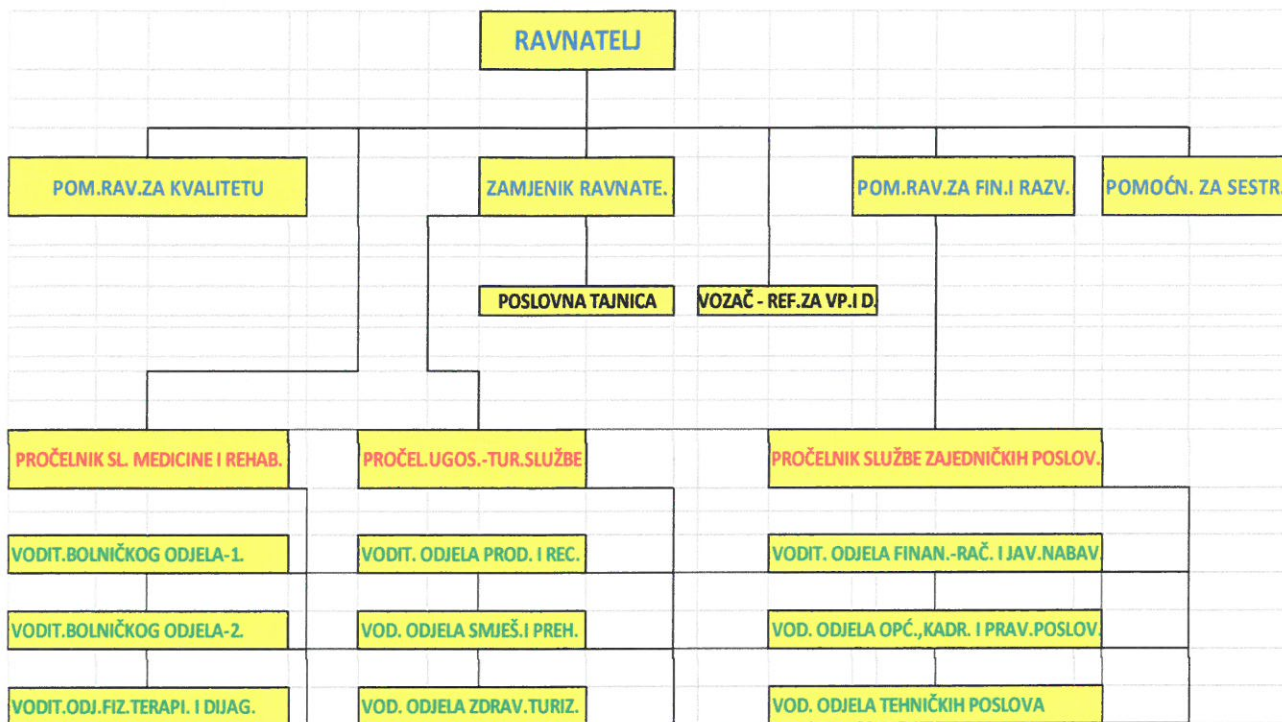 RAVNATELJ
POM.RAV.ZA KVALITETU
ZAMJENIK RAVNATE.
POM.RAV.ZA FIN.I RAZV.
POMOĆN. ZA SESTR.
POSLOVNA TAJNICA
VOZAČ - REF.ZA VP.I D.
PROČELNIK SL. MEDICINE I REHAB.
PROČEL.UGOS.-TUR.SLUŽBE
PROČELNIK SLUŽBE ZAJEDNIČKIH POSLOV.
VODIT.BOLNIČKOG ODJELA-1.
VODIT. ODJELA PROD. I REC.
VODIT. ODJELA FINAN.-RAČ. I JAV.NABAV
VODIT.BOLNIČKOG ODJELA-2.
VOD. ODJELA SMJEŠ.I PREH.
VOD. ODJELA OPĆ.,KADR. I PRAV.POSLOV.
VODIT.ODJ.FIZ.TERAPI. I DIJAG.
VOD. ODJELA ZDRAV.TURIZ.
VOD. ODJELA TEHNIČKIH POSLOVA